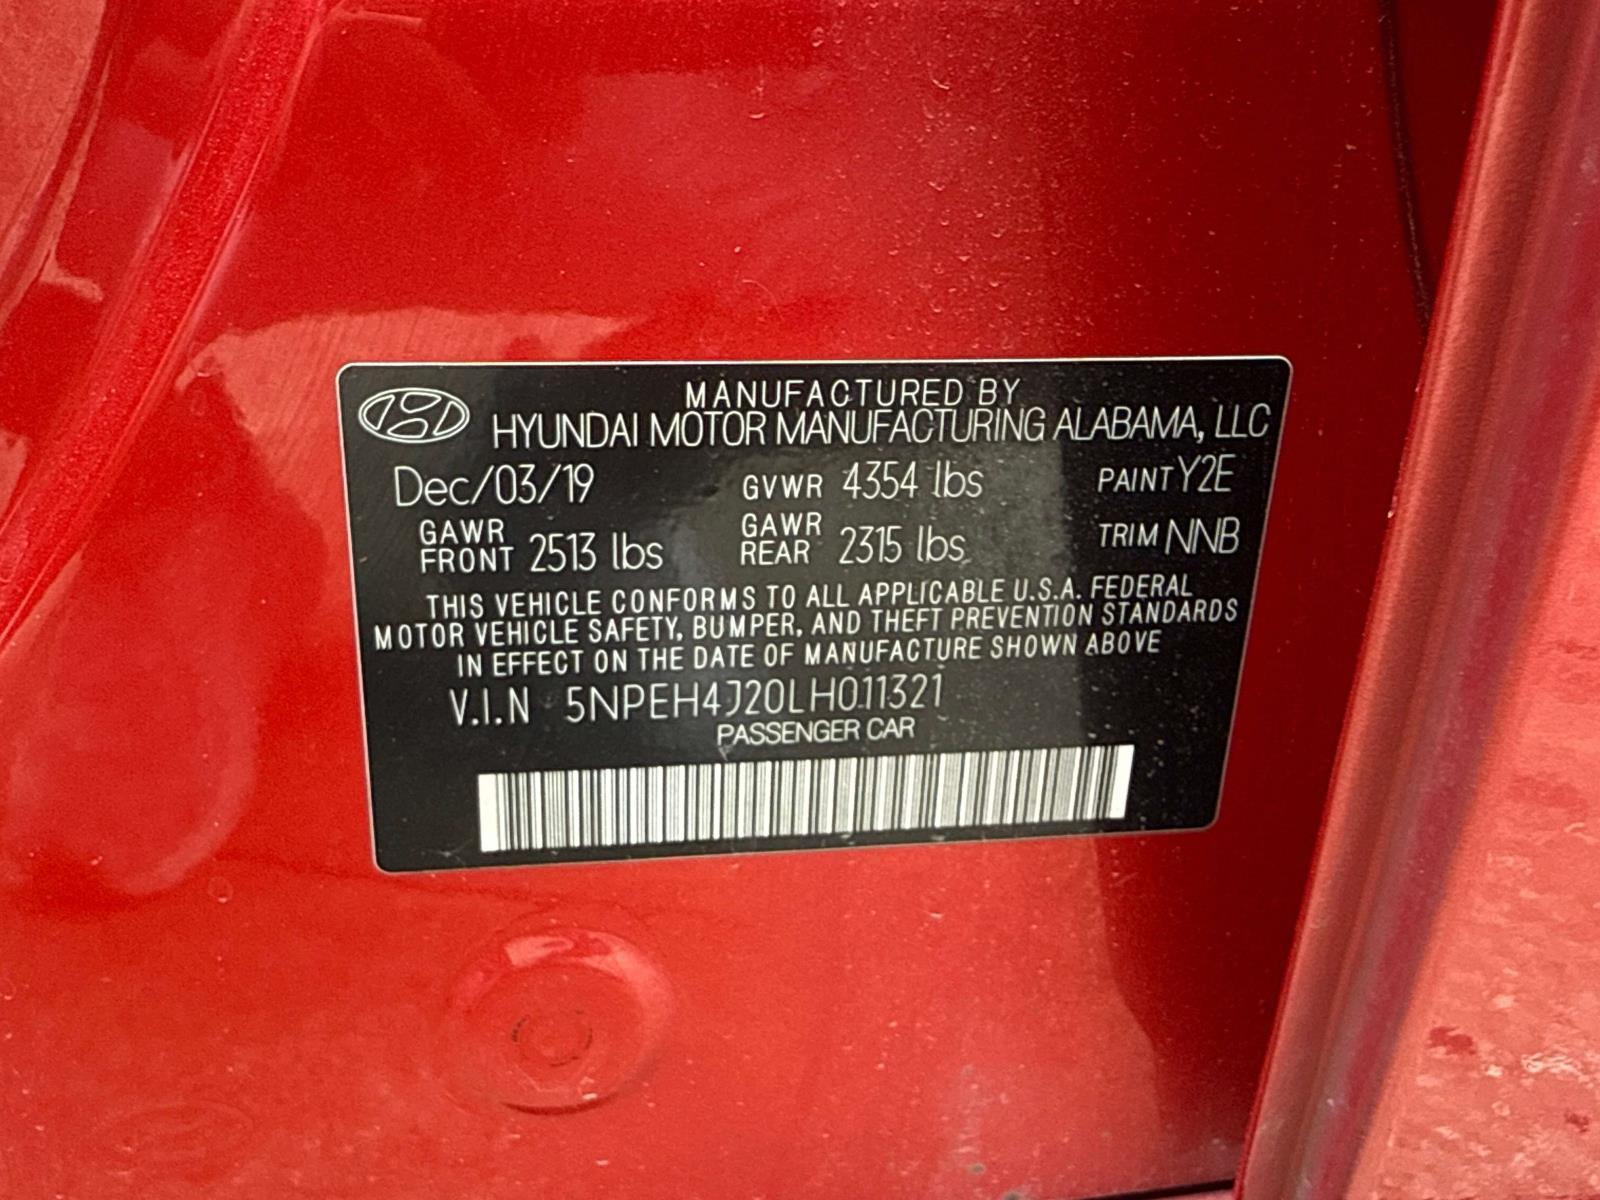 MANUFACTURED BY
HYUNDAI MOTOR MANUFACTURING ALABAMA, LLC
Dec/03/19 GVWR 4354 lbs PAINT Y2E
GAWR FRONT 2513 lbs GAWR REAR 2315 lbs TRIM NNB
THIS VEHICLE CONFORMS TO ALL APPLICABLE U.S.A. FEDERAL
MOTOR VEHICLE SAFETY, BUMPER, AND THEFT PREVENTION STANDARDS
IN EFFECT ON THE DATE OF MANUFACTURE SHOWN ABOVE
V.I.N 5NPEH4J20LH011321
PASSENGER CAR